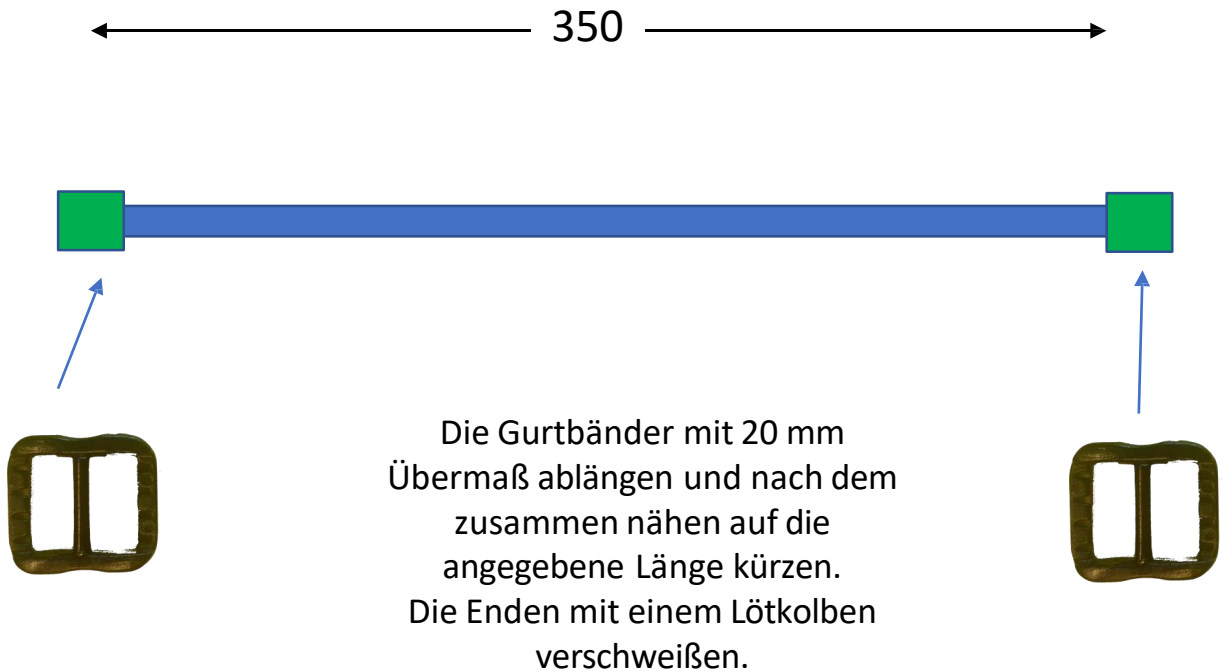 350
Die Gurtbänder mit 20 mm
Übermaß ablängen und nach dem
zusammen nähen auf die
angegebene Länge kürzen.
Die Enden mit einem Lötkolben
verschweißen.